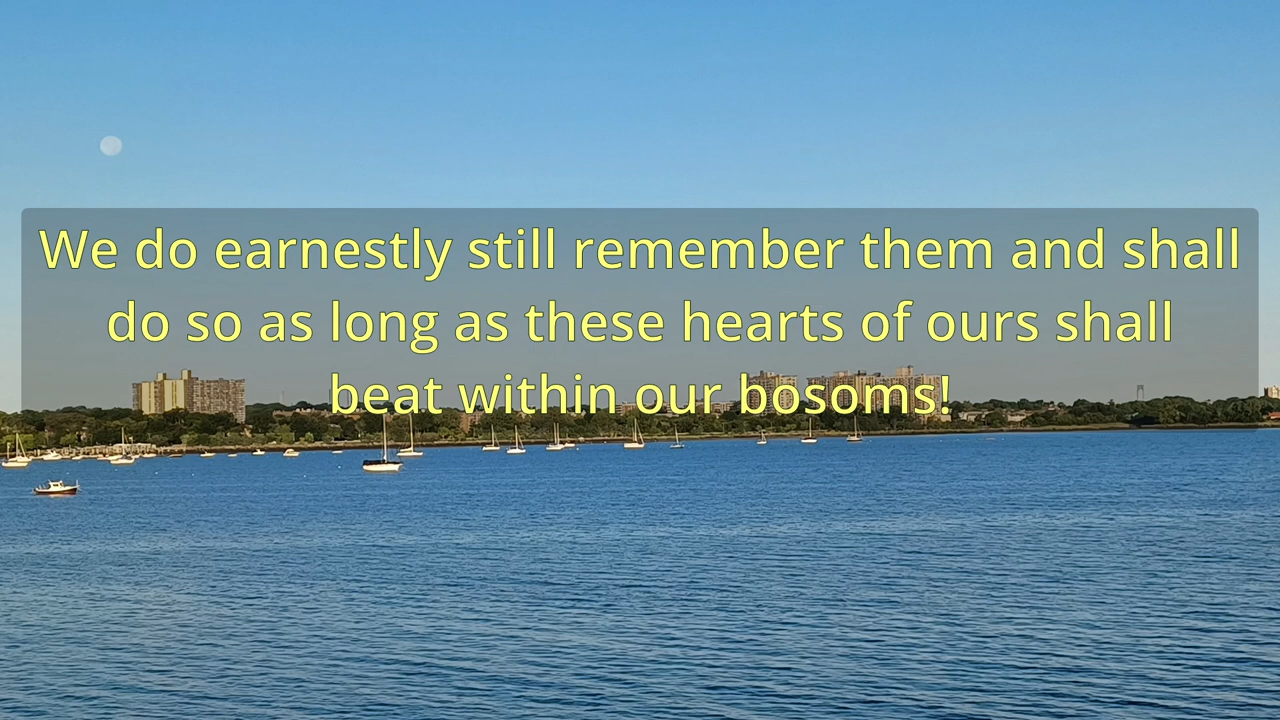 We do earnestly still remember them and shall
do so as long as these hearts of ours shall
beat within our bosoms!